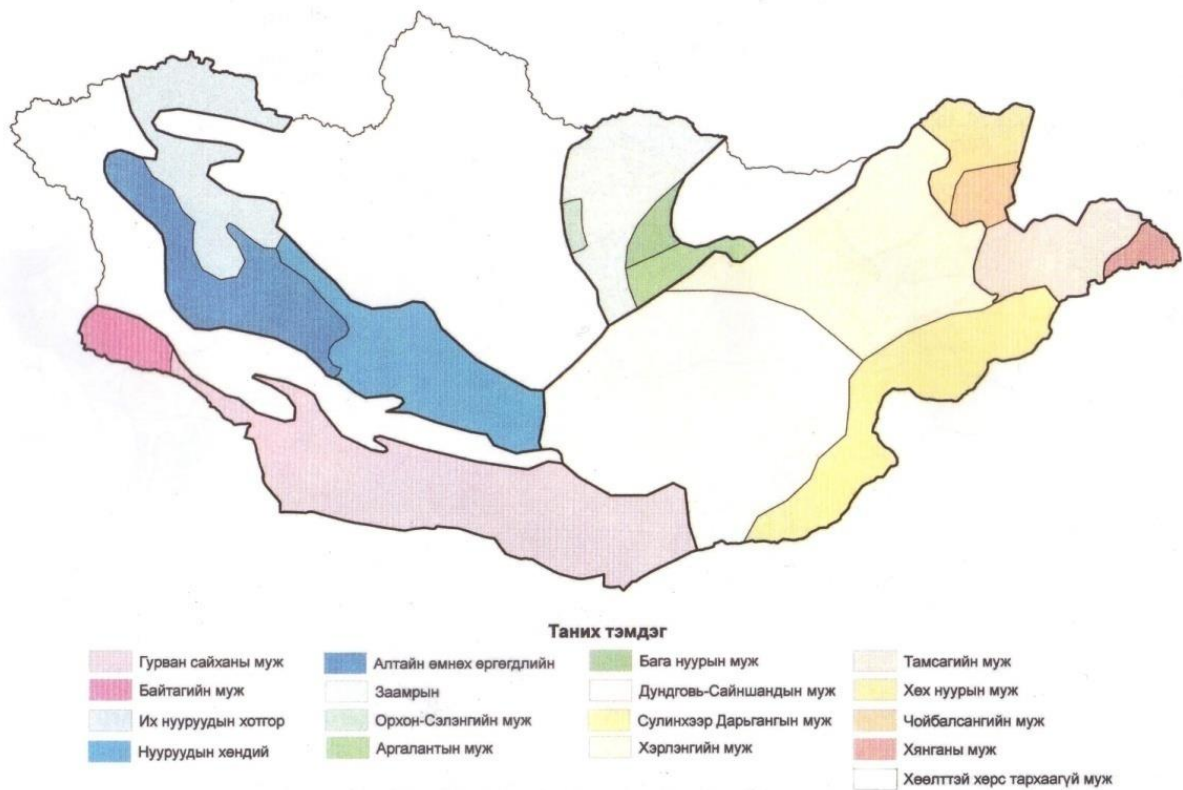 Таних тэмдэг
Гурван сайханы муж
Байтагийн муж
Их нууруудын хотгор
Нууруудын хөндий
Алтайн өмнөх өргөгдлийн
Заамрын
Орхон-Сэлэнгийн муж
Аргалантын муж
Бага нуурын муж
Дундговь-Сайншандын муж
Сулинхээр Дарьгангын муж
Хэрлэнгийн муж
Тамсагийн муж
Хөх нуурын муж
Чойбалсангийн муж
Хянганы муж
Хөөлттэй хөрс тархаагүй муж